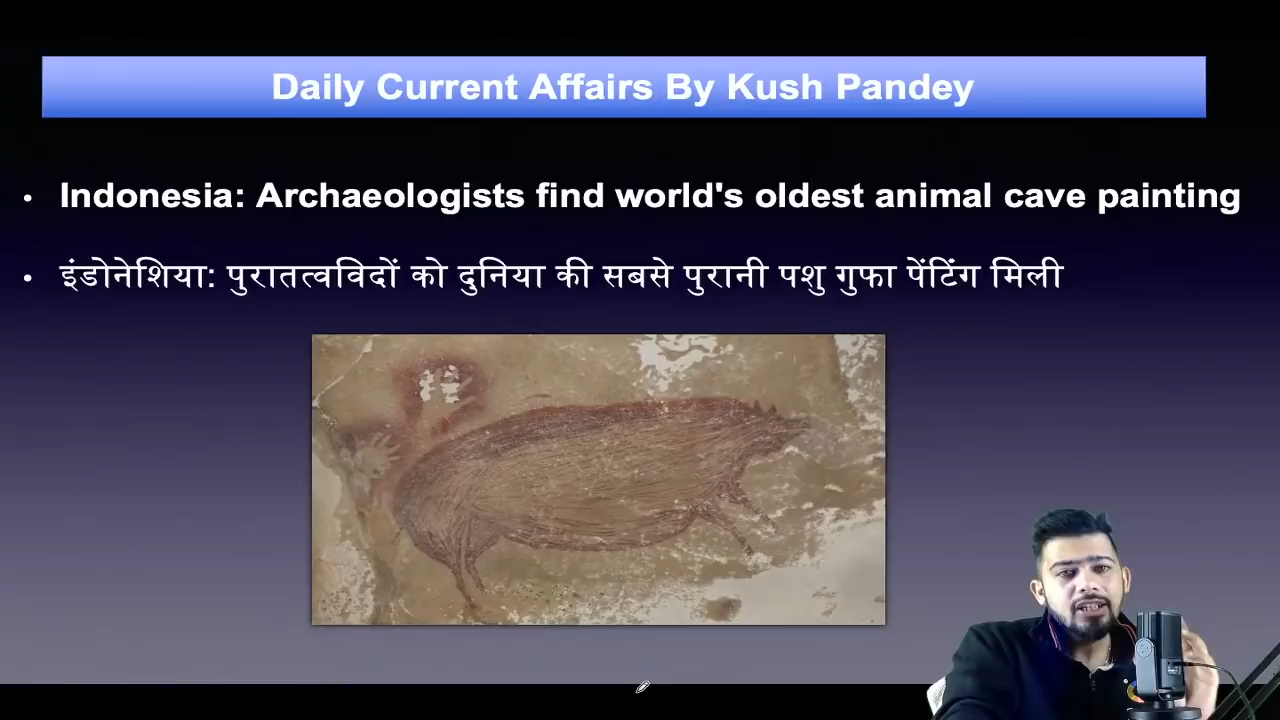 Daily Current Affairs By Kush Pandey
Indonesia: Archaeologists find world's oldest animal cave painting
इंडोनेशिया: पुरातत्वविदों को दुनिया की सबसे पुरानी पशु गुफा पेंटिंग मिली